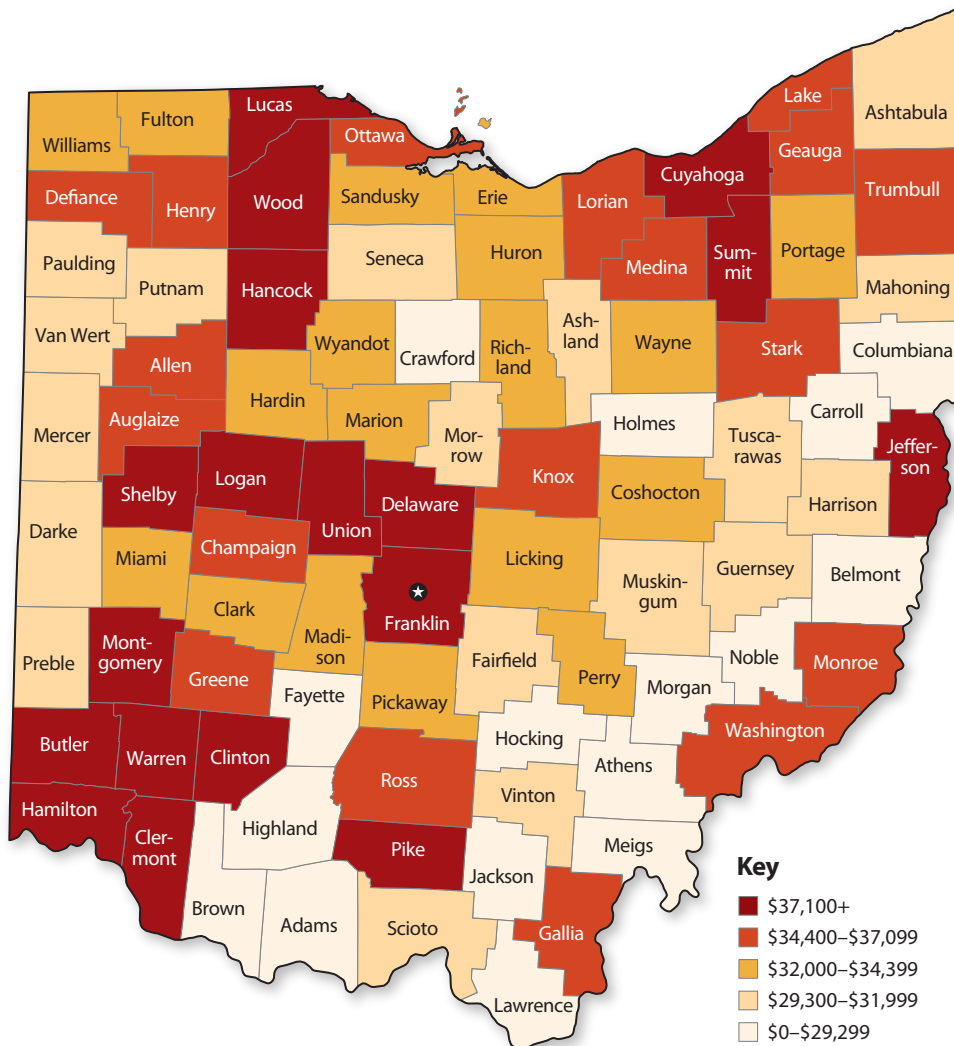 Lucas
Lake
Ashtabula
Fulton
Williams
Ottawa
Geauga
Cuyahoga
Trumbull
Defiance
Henry
Wood
Sandusky
Erie
Lorian
Paulding
Putnam
Hancock
Seneca
Huron
Medina
Sum-
mit
Portage
Mahoning
Van Wert
Allen
Wyandot
Crawford
Rich-
land
Ash-
land
Wayne
Stark
Columbiana
Mercer
Auglaize
Hardin
Marion
Mor-
row
Holmes
Tusca-
rawas
Carroll
Jeffer-
son
Shelby
Logan
Union
Delaware
Knox
Coshocton
Harrison
Darke
Miami
Champaign
Licking
Muskin-
gum
Guernsey
Belmont
Clark
Madi-
son
Franklin
Preble
Mont-
gomery
Greene
Fayette
Pickaway
Fairfield
Perry
Morgan
Noble
Monroe
Butler
Warren
Clinton
Ross
Hocking
Athens
Washington
Hamilton
Cler-
mont
Highland
Pike
Vinton
Jackson
Meigs
Brown
Adams
Scioto
Gallia
Lawrence
Key
$37,100+
$34,400–$37,099
$32,000–$34,399
$29,300–$31,999
$0–$29,299